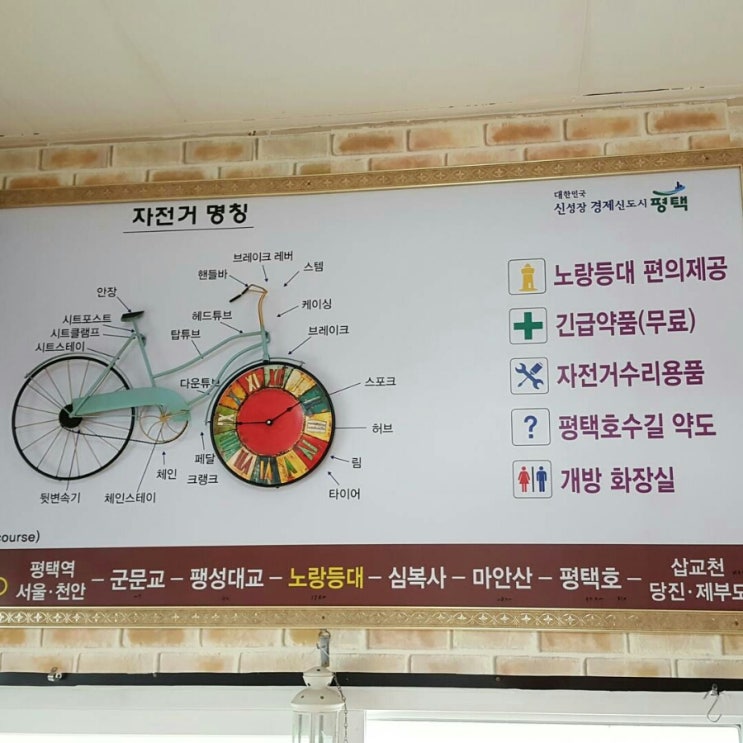 자전거 명칭
대한민국
신성장 경제신도시 평택
브레이크 레버
핸들바
스템
안장
케이싱
시트포스트
헤드튜브
시트클램프
탑튜브
브레이크
시트스테이
다운튜브
스포크
허브
페달
림
체인
크랭크
타이어
뒷변속기
체인스테이
노랑등대 편의제공
긴급약품(무료)
자전거수리용품
? 평택호수길 약도
개방 화장실
course)
평택역 서울·천안 – 군문교 – 팽성대교 – 노랑등대 – 심복사 – 마안산 – 평택호 – 삽교천 당진·제부도